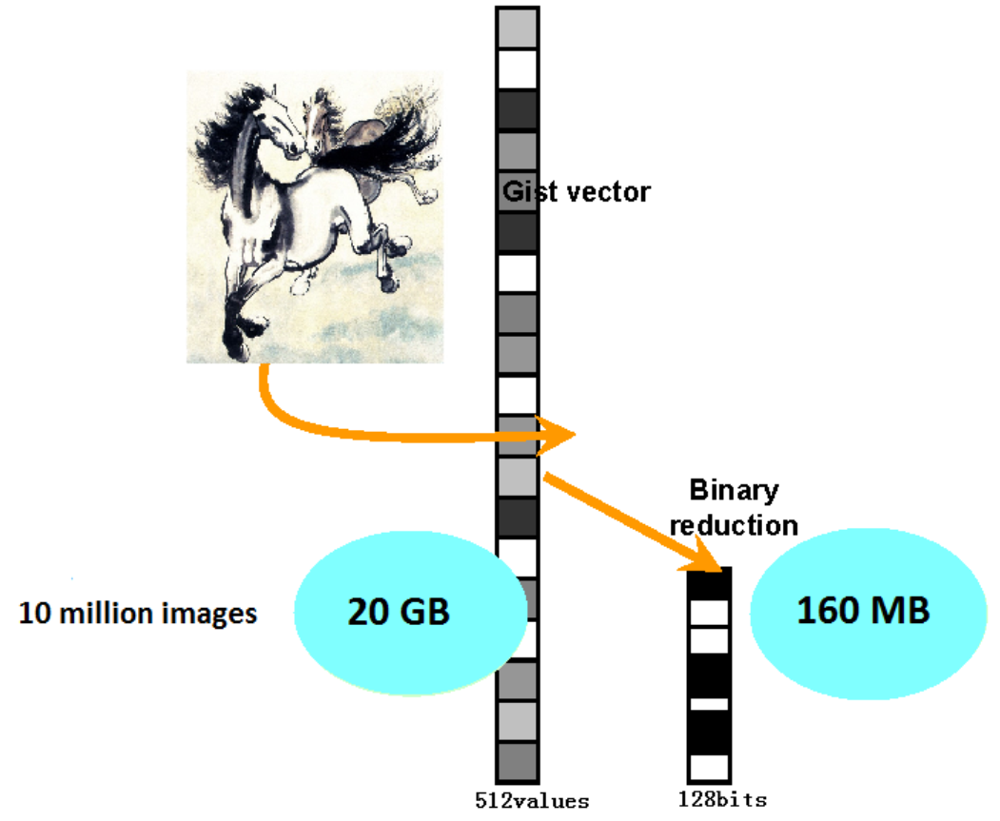 Gist vector
Binary
reduction
10 million images
20 GB
160 MB
512values
128bits